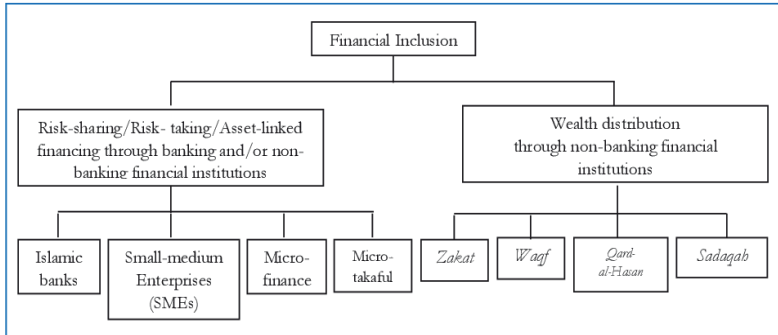 Financial Inclusion
Risk-sharing/Risk- taking/Asset-linked
financing through banking and/or non-
banking financial institutions
Wealth distribution
through non-banking financial
institutions
Islamic
banks
Small-medium
Enterprises
(SMEs)
Micro-
finance
Micro-
takaful
Zakat
Waqf
Qard-
al-Hasan
Sadaqah